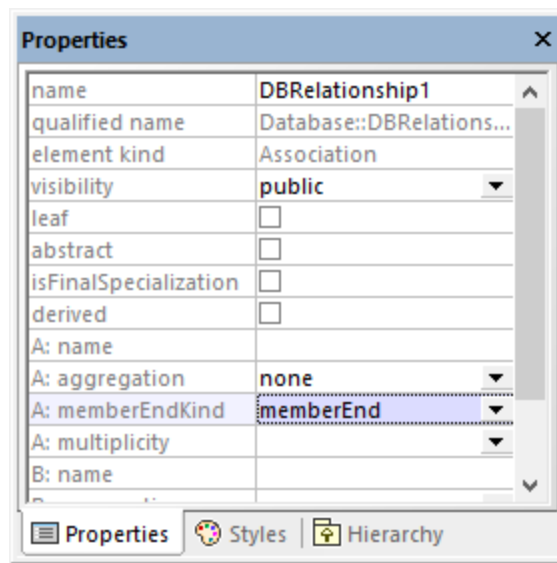 Properties
name DBRelationship1
qualified name Database::DBRelations...
element kind Association
visibility public
leaf
abstract
isFinalSpecialization
derived
A: name
A: aggregation none
A: memberEndKind memberEnd
A: multiplicity
B: name
Properties Styles Hierarchy